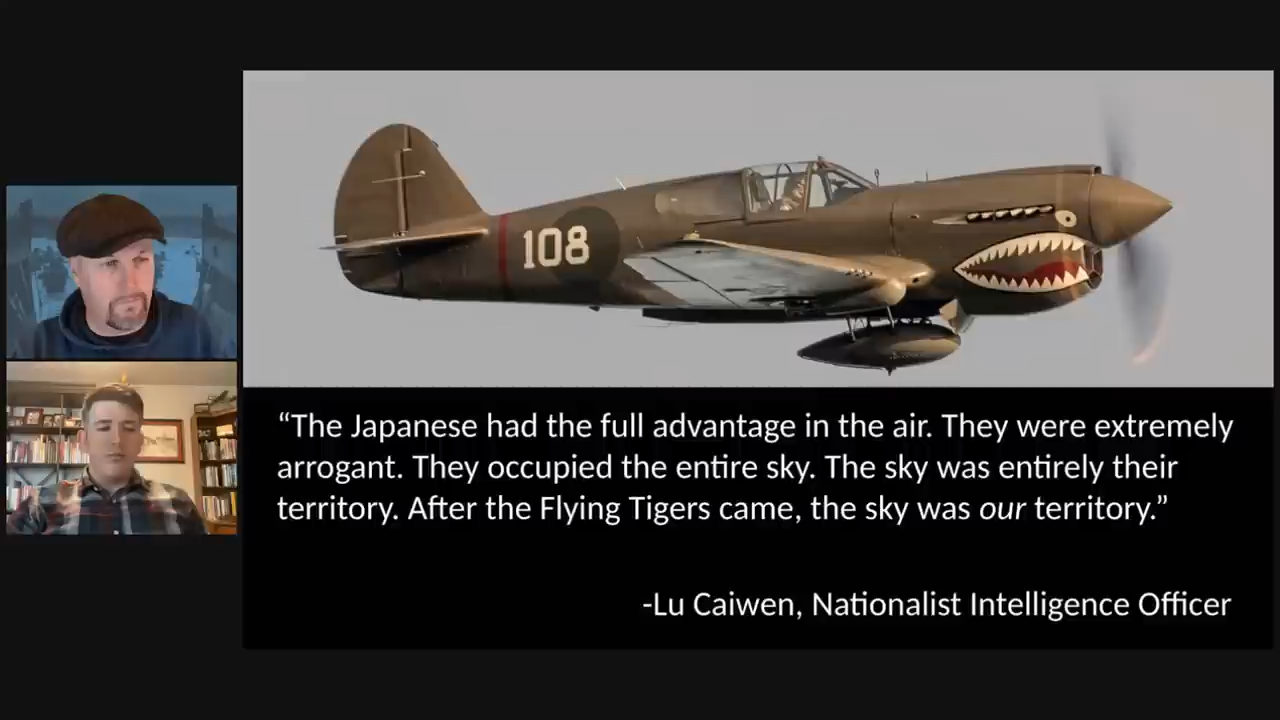 108
“The Japanese had the full advantage in the air. They were extremely
arrogant. They occupied the entire sky. The sky was entirely their
territory. After the Flying Tigers came, the sky was our territory.”
-Lu Caiwen, Nationalist Intelligence Officer